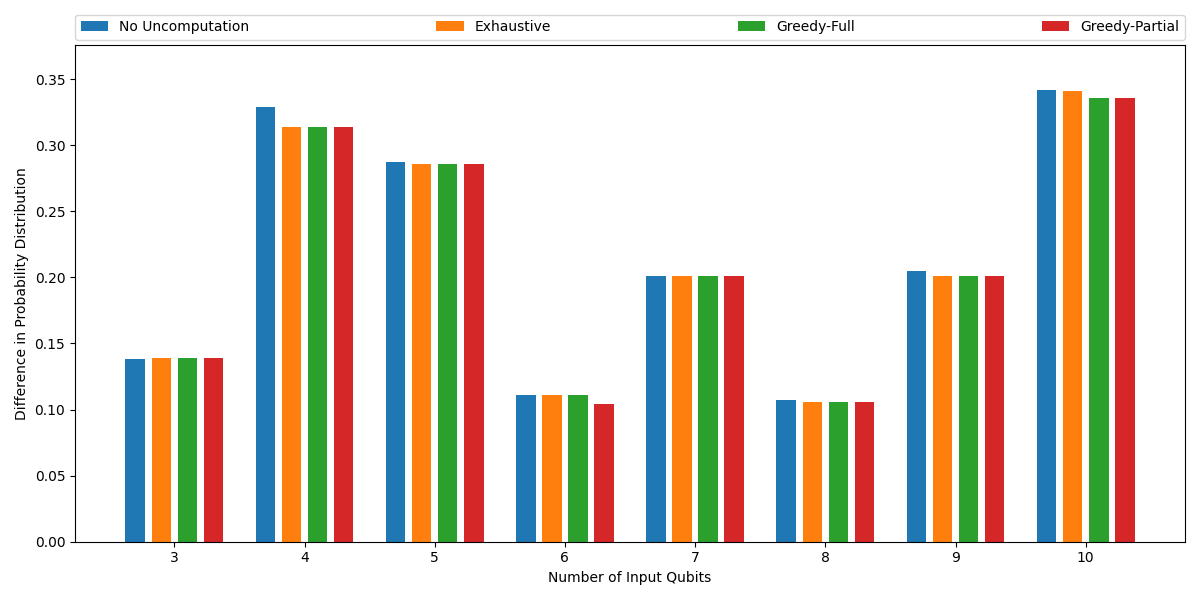 No Uncomputation Exhaustive Greedy-Full Greedy-Partial
Difference in Probability Distribution
0.35
0.30
0.25
0.20
0.15
0.10
0.05
0.00
3 4 5 6 7 8 9 10
Number of Input Qubits